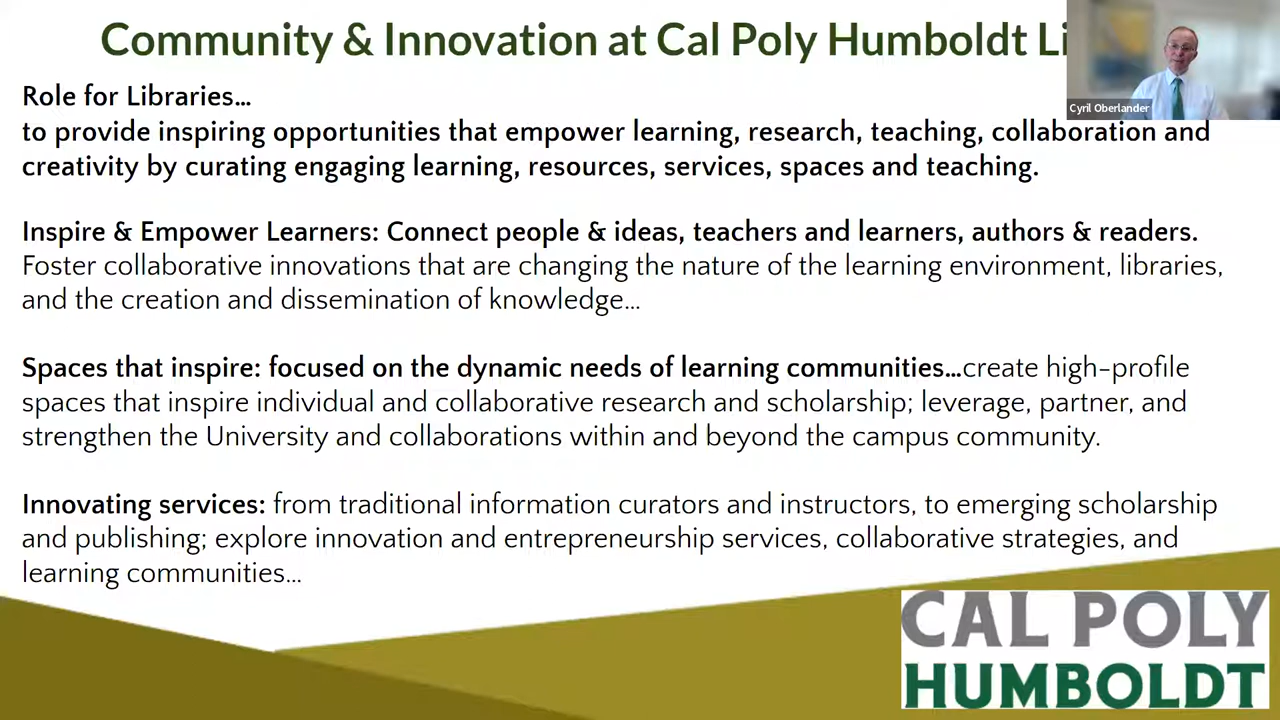 Community & Innovation at Cal Poly Humboldt Li
Cyril Oberlander
Role for Libraries...
to provide inspiring opportunities that empower learning, research, teaching, collaboration and
creativity by curating engaging learning, resources, services, spaces and teaching.
Inspire & Empower Learners: Connect people & ideas, teachers and learners, authors & readers.
Foster collaborative innovations that are changing the nature of the learning environment, libraries,
and the creation and dissemination of knowledge...
Spaces that inspire: focused on the dynamic needs of learning communities...create high-profile
spaces that inspire individual and collaborative research and scholarship; leverage, partner, and
strengthen the University and collaborations within and beyond the campus community.
Innovating services: from traditional information curators and instructors, to emerging scholarship
and publishing; explore innovation and entrepreneurship services, collaborative strategies, and
learning communities...
CAL POLY
HUMBOLDT